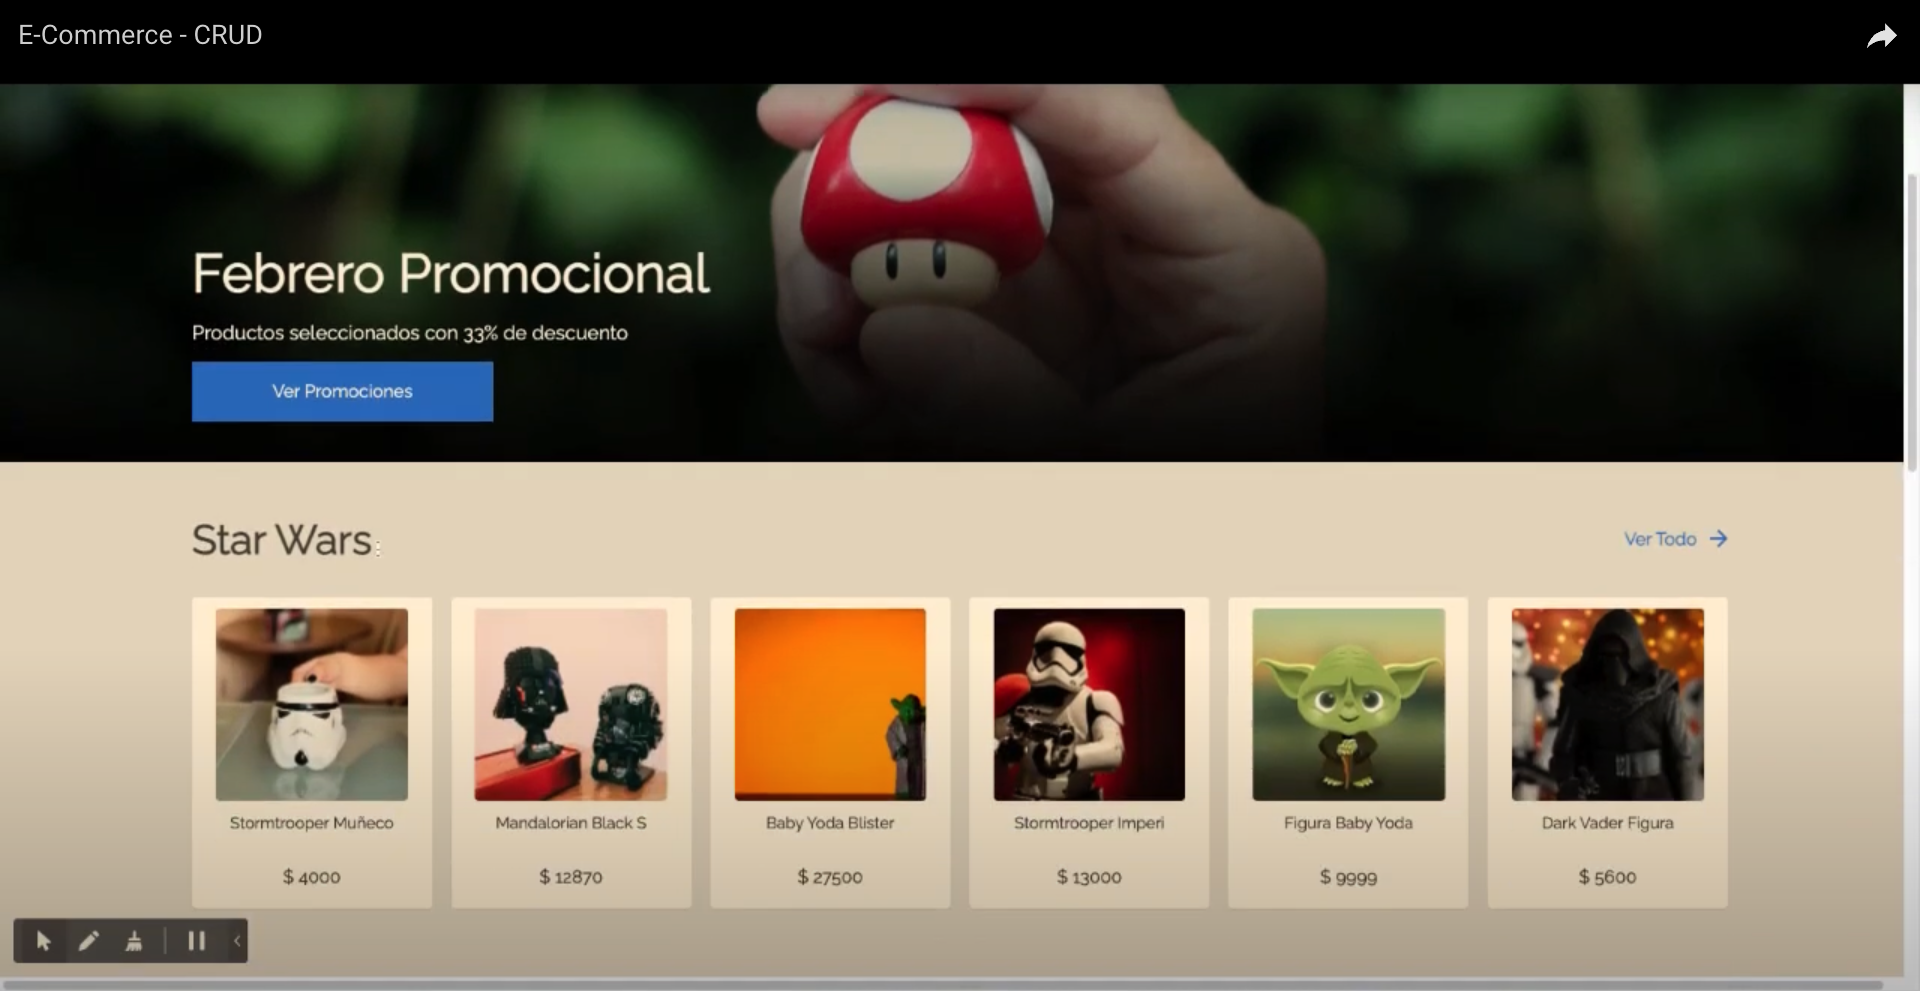 E-Commerce - CRUD
Febrero Promocional
Productos seleccionados con 33% de descuento
Ver Promociones
Star Wars
Ver Todo
Stormtrooper Muñeco
Mandalorian Black S
Baby Yoda Blister
Stormtrooper Imperi
Figura Baby Yoda
Dark Vader Figura
$ 4000
$ 12870
$ 27500
$ 13000
$ 9999
$ 5600